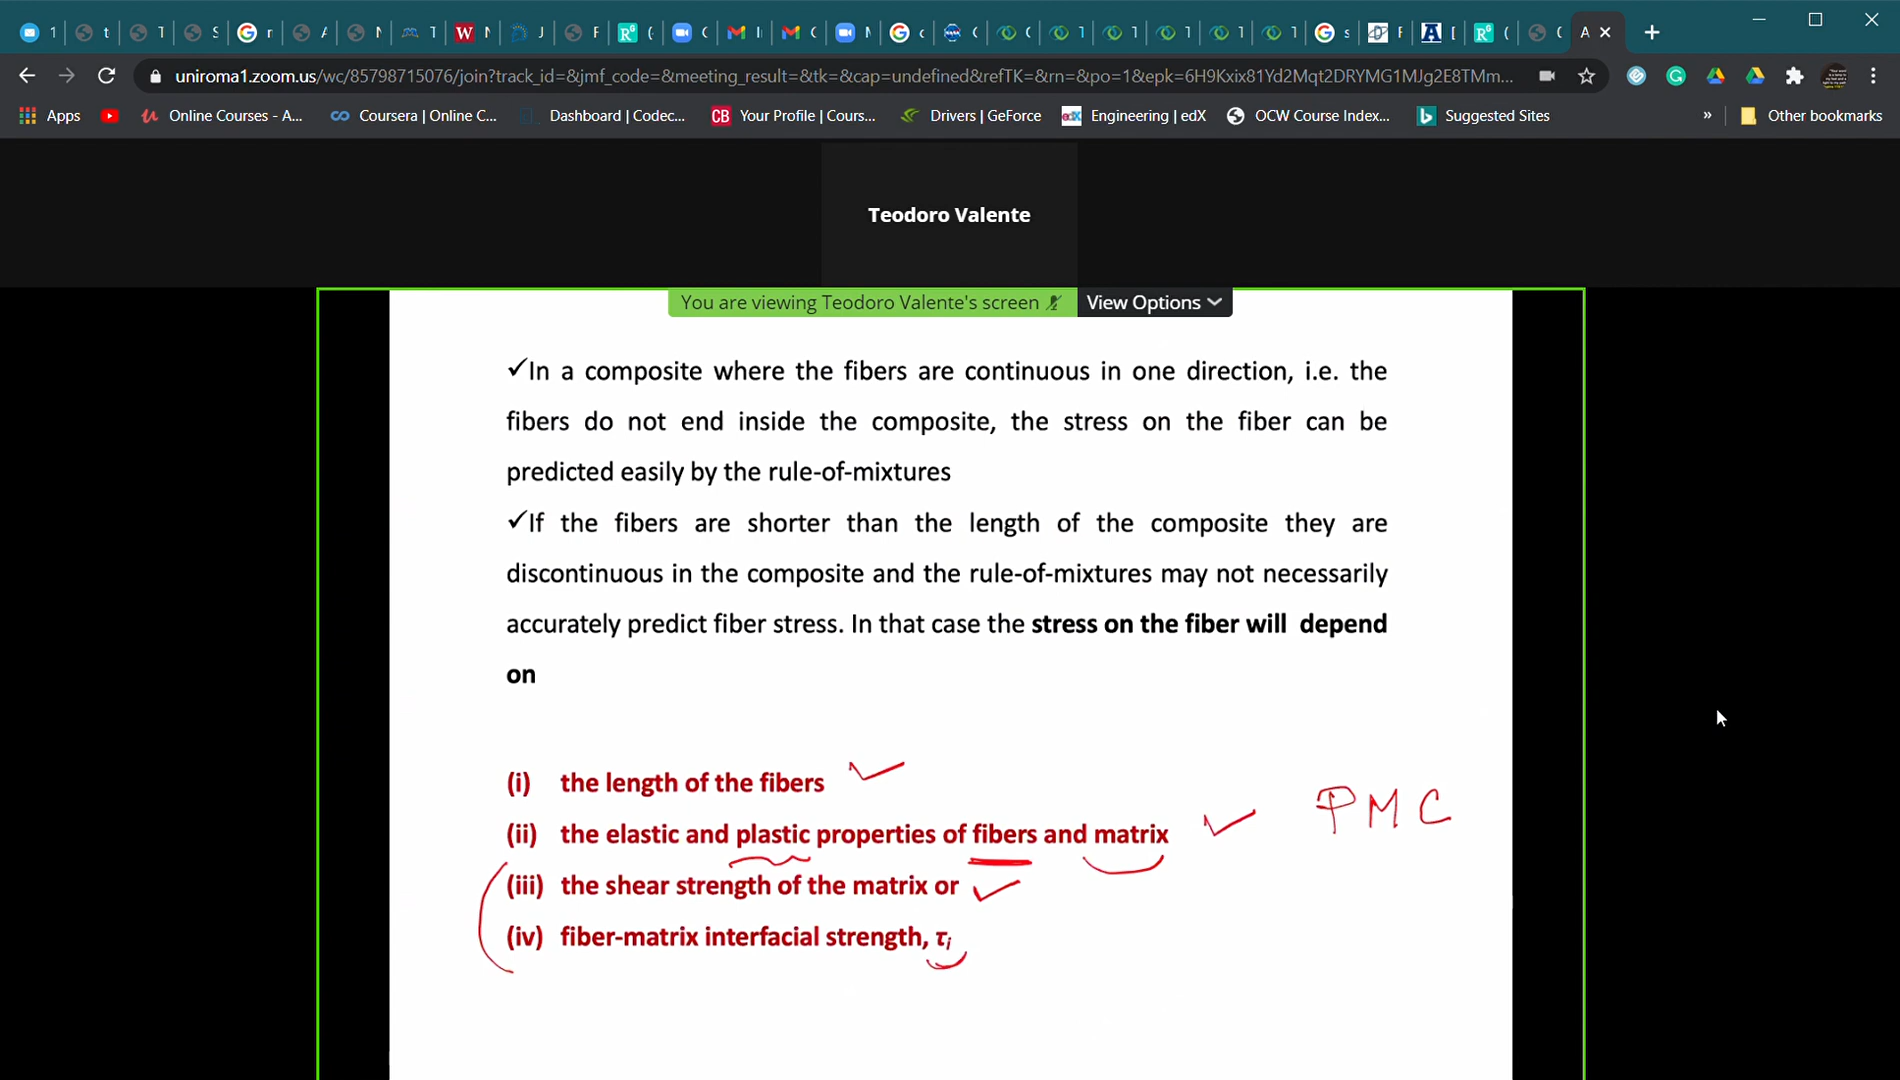 uniroma1.zoom.us/wc/85798715076/join?track_id=&jmf_code=&meeting_result=&tk=&cap=undefined&refTK=&rn=&po=1&epk=6H9Kxix81Yd2Mqt2DRYMG1MJg2E8TMm...
Apps Online Courses - A... Coursera | Online C... Dashboard | Codec... CB Your Profile | Cours... Drivers | GeForce edX Engineering | edX OCW Course Index... Suggested Sites » Other bookmarks
Teodoro Valente
You are viewing Teodoro Valente's screen View Options
✓In a composite where the fibers are continuous in one direction, i.e. the
fibers do not end inside the composite, the stress on the fiber can be
predicted easily by the rule-of-mixtures
✓If the fibers are shorter than the length of the composite they are
discontinuous in the composite and the rule-of-mixtures may not necessarily
accurately predict fiber stress. In that case the stress on the fiber will depend
on
(i) the length of the fibers
(ii) the elastic and plastic properties of fibers and matrix
PMC
(iii) the shear strength of the matrix or
(iv) fiber-matrix interfacial strength, τi